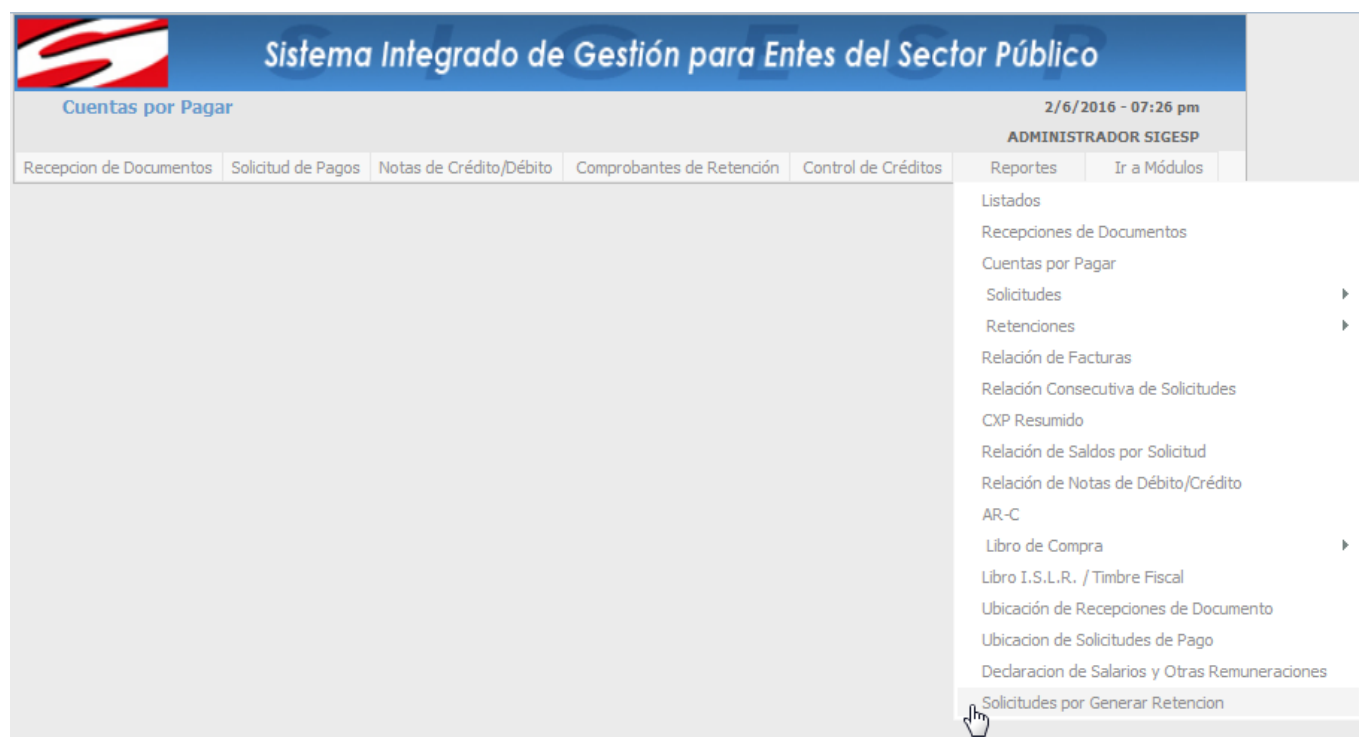 S I G E S P
Sistema Integrado de Gestión para Entes del Sector Público
Cuentas por Pagar
2/6/2016 - 07:26 pm
ADMINISTRADOR SIGESP
Recepcion de Documentos Solicitud de Pagos Notas de Crédito/Débito Comprobantes de Retención Control de Créditos Reportes Ir a Módulos
Listados
Recepciones de Documentos
Cuentas por Pagar
Solicitudes
Retenciones
Relación de Facturas
Relación Consecutiva de Solicitudes
CXP Resumido
Relación de Saldos por Solicitud
Relación de Notas de Débito/Crédito
AR-C
Libro de Compra
Libro I.S.L.R. / Timbre Fiscal
Ubicación de Recepciones de Documento
Ubicacion de Solicitudes de Pago
Declaracion de Salarios y Otras Remuneraciones
Solicitudes por Generar Retencion